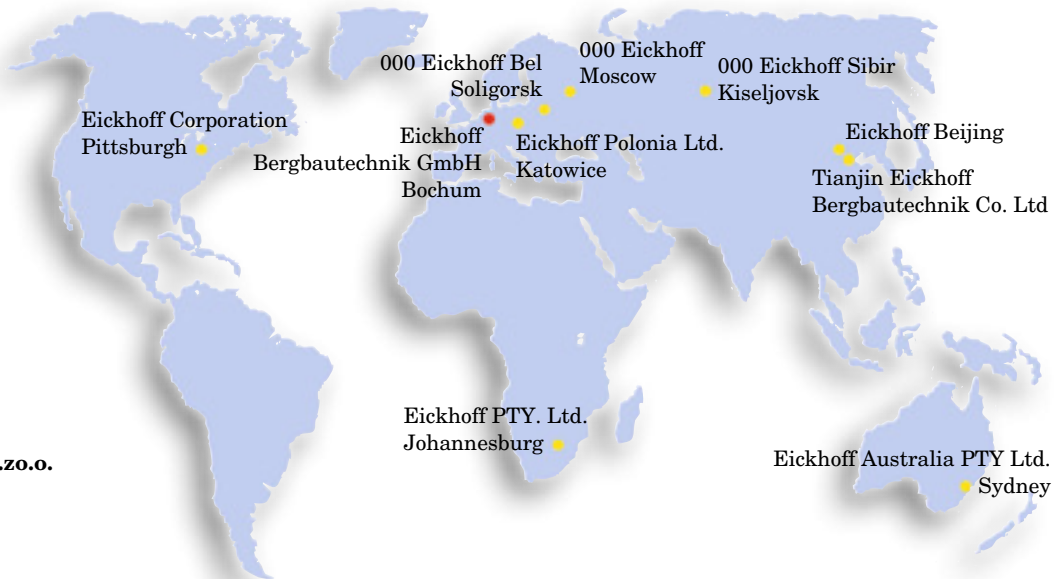 000 Eickhoff Bel
Soligorsk
000 Eickhoff
Moscow
000 Eickhoff Sibir
Kiseljovsk
Eickhoff Corporation
Pittsburgh
Eickhoff
Bergbautechnik GmbH
Bochum
Eickhoff Polonia Ltd.
Katowice
Eickhoff Beijing
Tianjin Eickhoff
Bergbautechnik Co. Ltd
Eickhoff PTY. Ltd.
Johannesburg
.zo.o.
Eickhoff Australia PTY Ltd.
Sydney